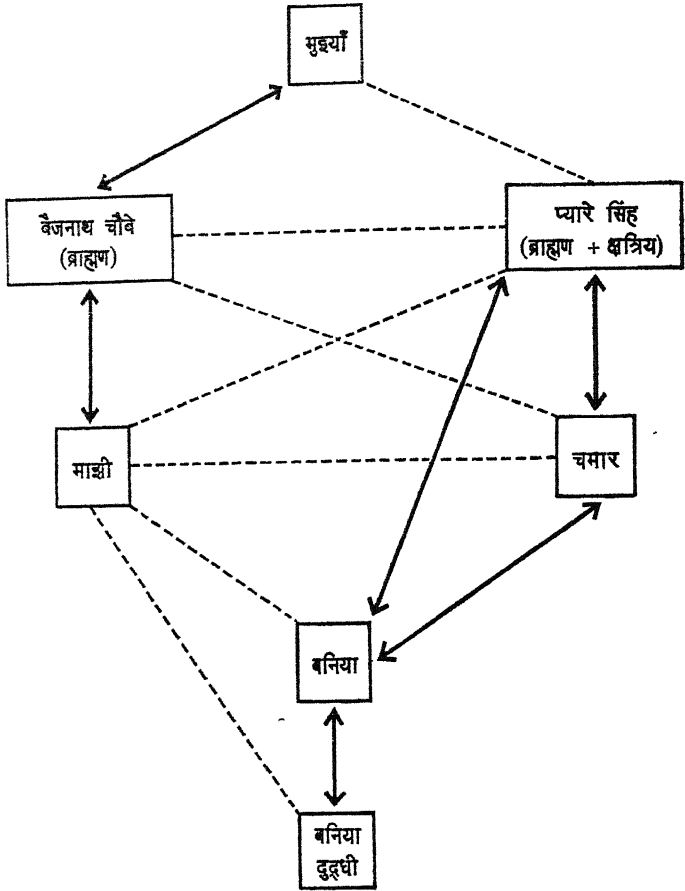 भुइयाँ
बैजनाथ चौबे
(ब्राह्मण)
प्यारे सिंह
(ब्राह्मण + क्षत्रिय)
माझी
चमार
बनिया
बनिया
दुद्धी